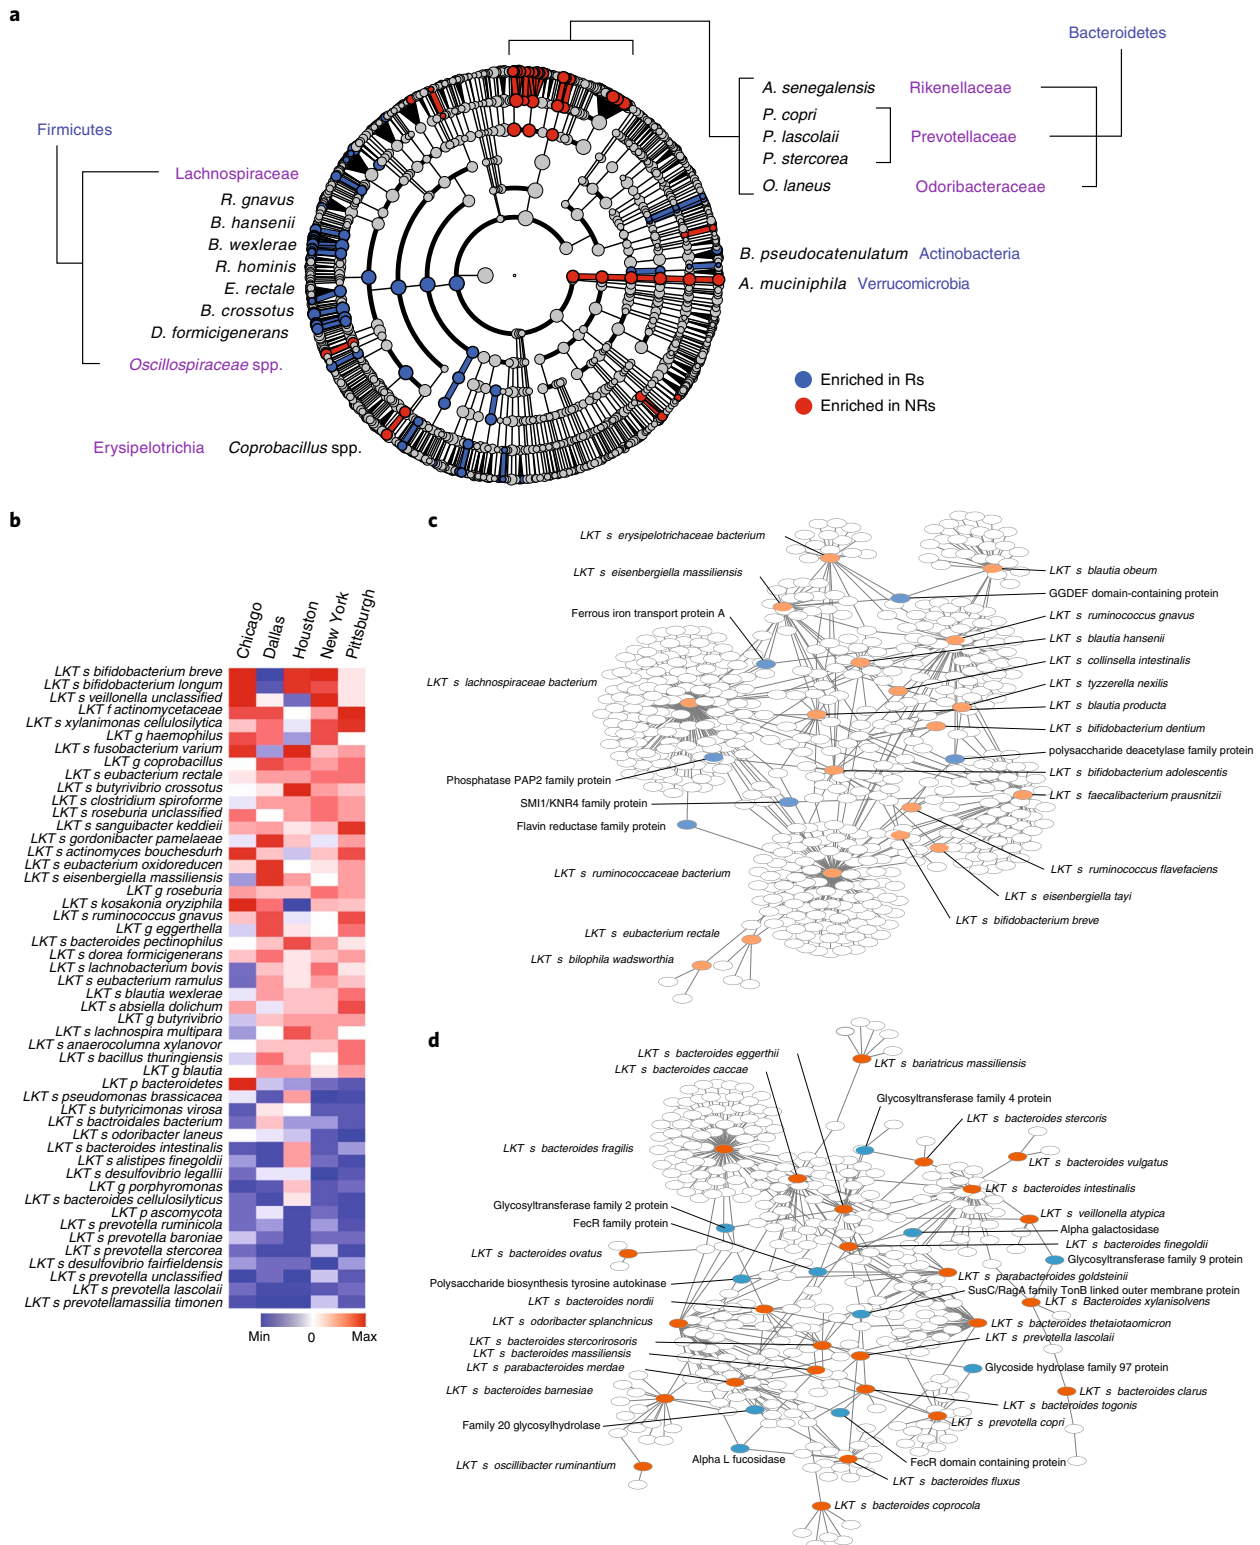 a
Bacteroidetes
A. senegalensis Rikenellaceae
P. copri
P. lascolaii Prevotellaceae
P. stercorea
O. laneus Odoribacteraceae
Firmicutes
Lachnospiraceae
R. gnavus
B. hansenii
B. wexlerae
R. hominis
E. rectale
B. crossotus
D. formicigenerans
Oscillospiraceae spp.
Erysipelotrichia Coprobacillus spp.
B. pseudocatenulatum Actinobacteria
A. muciniphila Verrucomicrobia
Enriched in Rs
Enriched in NRs
b
Chicago
Dallas
Houston
New York
Pittsburgh
LKT s bifidobacterium breve
LKT s bifidobacterium longum
LKT s veillonella unclassified
LKT f actinomycetaceae
LKT s xylanimonas cellulosilytica
LKT g haemophilus
LKT s fusobacterium varium
LKT g coprobacillus
LKT s eubacterium rectale
LKT s butyrivibrio crossotus
LKT s clostridium spiroforme
LKT s roseburia unclassified
LKT s sanguibacter keddieii
LKT s gordonibacter pamelaeae
LKT s actinomyces bouchesdurh
LKT s eubacterium oxidoreducen
LKT s eisenbergiella massiliensis
LKT g roseburia
LKT s kosakonia oryziphila
LKT s ruminococcus gnavus
LKT g eggerthella
LKT s bacteroides pectinophilus
LKT s dorea formicigenerans
LKT s lachnobacterium bovis
LKT s eubacterium ramulus
LKT s blautia wexlerae
LKT s absiella dolichum
LKT g butyrivibrio
LKT s lachnospira multipara
LKT s anaerocolumna xylanovor
LKT s bacillus thuringiensis
LKT g blautia
LKT p bacteroidetes
LKT s pseudomonas brassicacea
LKT s butyricimonas virosa
LKT s bactroidales bacterium
LKT s odoribacter laneus
LKT s bacteroides intestinalis
LKT s alistipes finegoldii
LKT s desulfovibrio legallii
LKT g porphyromonas
LKT s bacteroides cellulosilyticus
LKT p ascomycota
LKT s prevotella ruminicola
LKT s prevotella baroniae
LKT s prevotella stercorea
LKT s desulfovibrio fairfieldensis
LKT s prevotella unclassified
LKT s prevotella lascolaii
LKT s prevotellamassilia timonen
Min 0 Max
c
LKT s erysipelotrichaceae bacterium
LKT s eisenbergiella massiliensis
Ferrous iron transport protein A
LKT s lachnospiraceae bacterium
Phosphatase PAP2 family protein
SMI1/KNR4 family protein
Flavin reductase family protein
LKT s ruminococcaceae bacterium
LKT s eubacterium rectale
LKT s bilophila wadsworthia
LKT s blautia obeum
GGDEF domain-containing protein
LKT s ruminococcus gnavus
LKT s blautia hansenii
LKT s collinsella intestinalis
LKT s tyzzerella nexilis
LKT s blautia producta
LKT s bifidobacterium dentium
polysaccharide deacetylase family protein
LKT s bifidobacterium adolescentis
LKT s faecalibacterium prausnitzii
LKT s ruminococcus flavefaciens
LKT s eisenbergiella tayi
LKT s bifidobacterium breve
d
LKT s bacteroides eggerthii
LKT s bacteroides caccae
LKT s bacteroides fragilis
Glycosyltransferase family 2 protein
FecR family protein
LKT s bacteroides ovatus
Polysaccharide biosynthesis tyrosine autokinase
LKT s bacteroides nordii
LKT s odoribacter splanchnicus
LKT s bacteroides stercorirosoris
LKT s bacteroides massiliensis
LKT s parabacteroides merdae
LKT s bacteroides barnesiae
Family 20 glycosylhydrolase
LKT s oscillibacter ruminantium
Alpha L fucosidase
LKT s bariatricus massiliensis
Glycosyltransferase family 4 protein
LKT s bacteroides stercoris
LKT s bacteroides vulgatus
LKT s bacteroides intestinalis
LKT s veillonella atypica
Alpha galactosidase
LKT s bacteroides finegoldii
Glycosyltransferase family 9 protein
LKT s parabacteroides goldsteinii
SusC/RagA family TonB linked outer membrane protein
LKT s Bacteroides xylanisolvens
LKT s bacteroides thetaiotaomicron
LKT s prevotella lascolaii
Glycoside hydrolase family 97 protein
LKT s bacteroides clarus
LKT s bacteroides togonis
LKT s prevotella copri
FecR domain containing protein
LKT s bacteroides fluxus
LKT s bacteroides coprocola